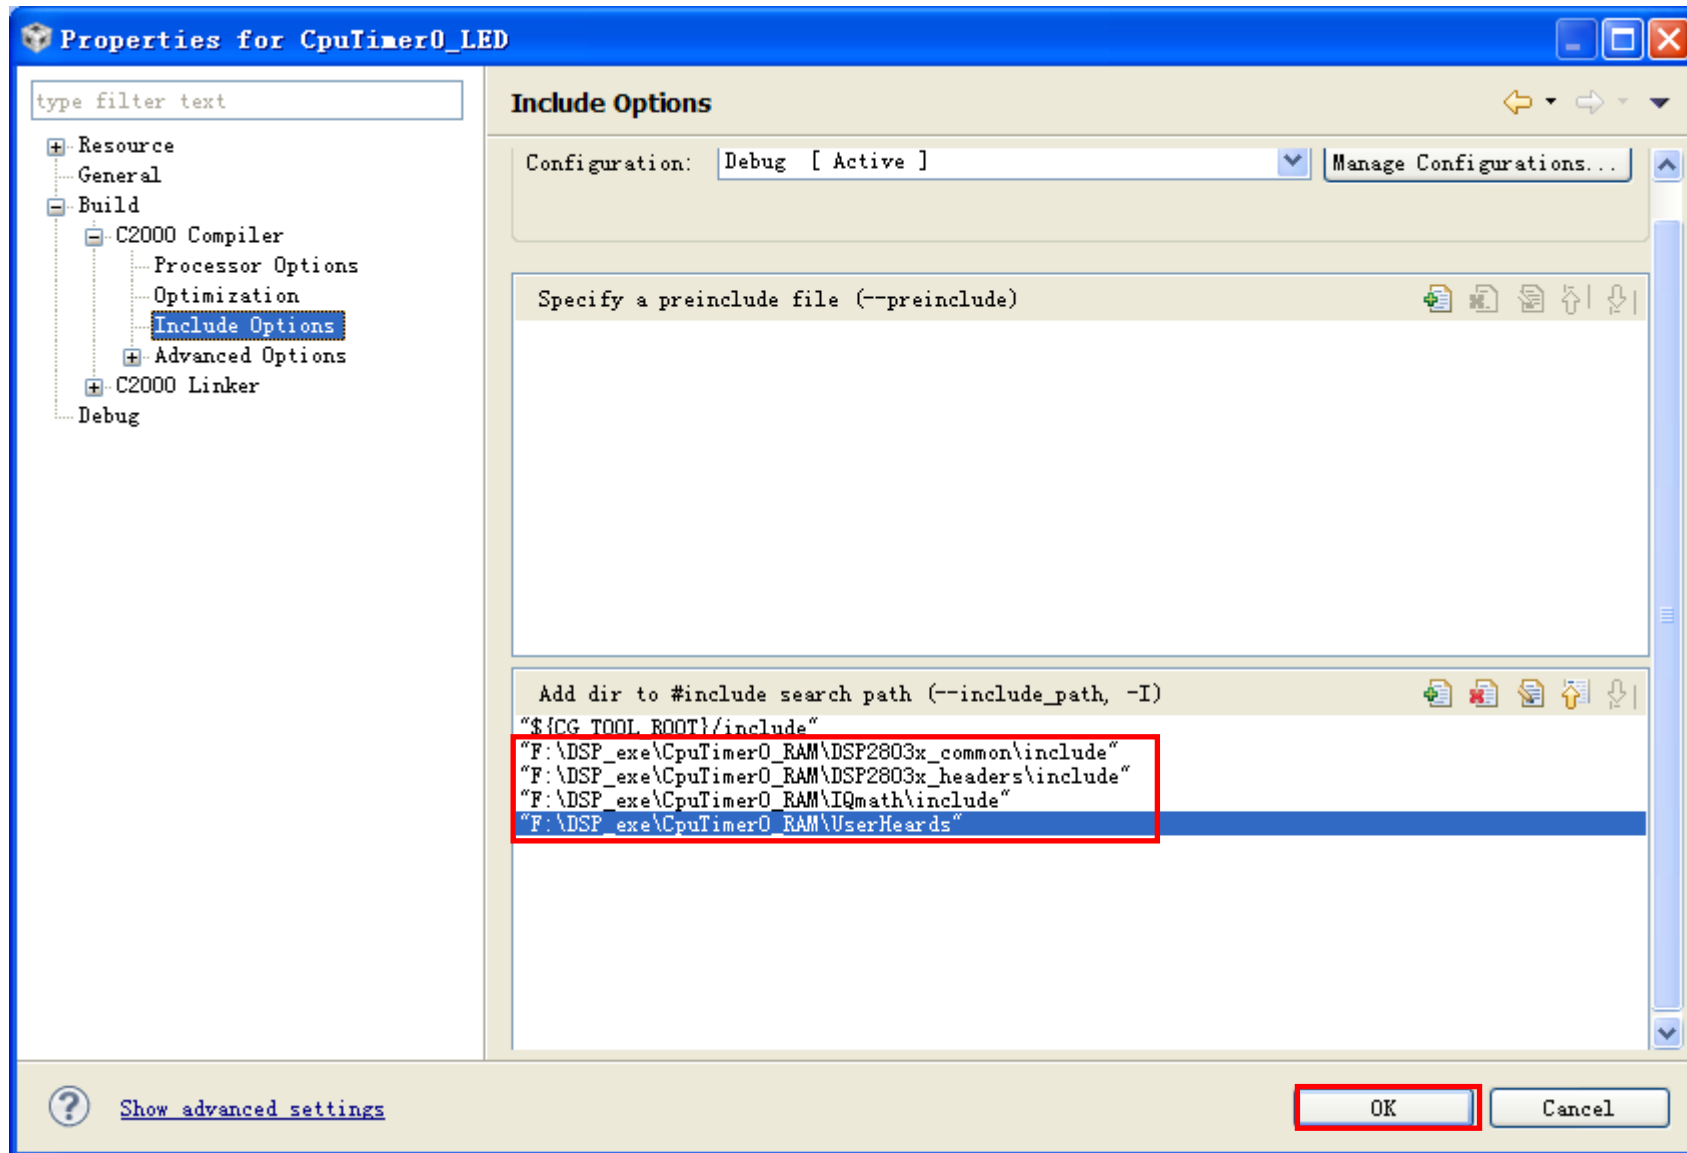 Properties for CpuTimer0_LED
type filter text
Resource
General
Build
C2000 Compiler
Processor Options
Optimization
Include Options
Advanced Options
C2000 Linker
Debug
Include Options
Configuration:
Debug [ Active ]
Manage Configurations...
Specify a preinclude file (--preinclude)
Add dir to #include search path (--include_path, -I)
"${CG_TOOL_ROOT}/include"
"F:\DSP_exe\CpuTimer0_RAM\DSP2803x_common\include"
"F:\DSP_exe\CpuTimer0_RAM\DSP2803x_headers\include"
"F:\DSP_exe\CpuTimer0_RAM\IQmath\include"
"F:\DSP_exe\CpuTimer0_RAM\UserHeards"
Show advanced settings
OK
Cancel